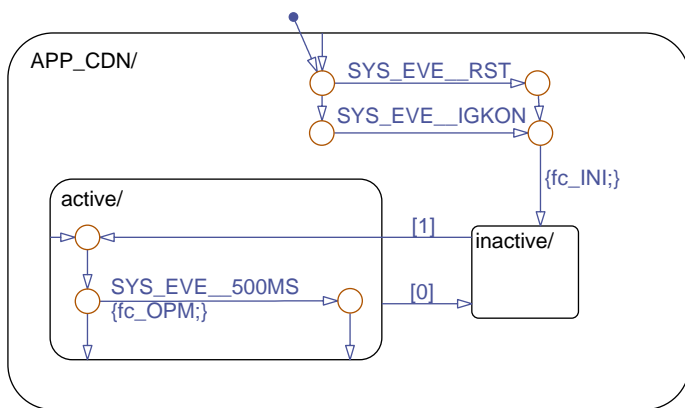 APP_CDN/
SYS_EVE__RST
SYS_EVE__IGKON
{fc_INI;}
active/
[1]
inactive/
SYS_EVE__500MS
{fc_OPM;}
[0]